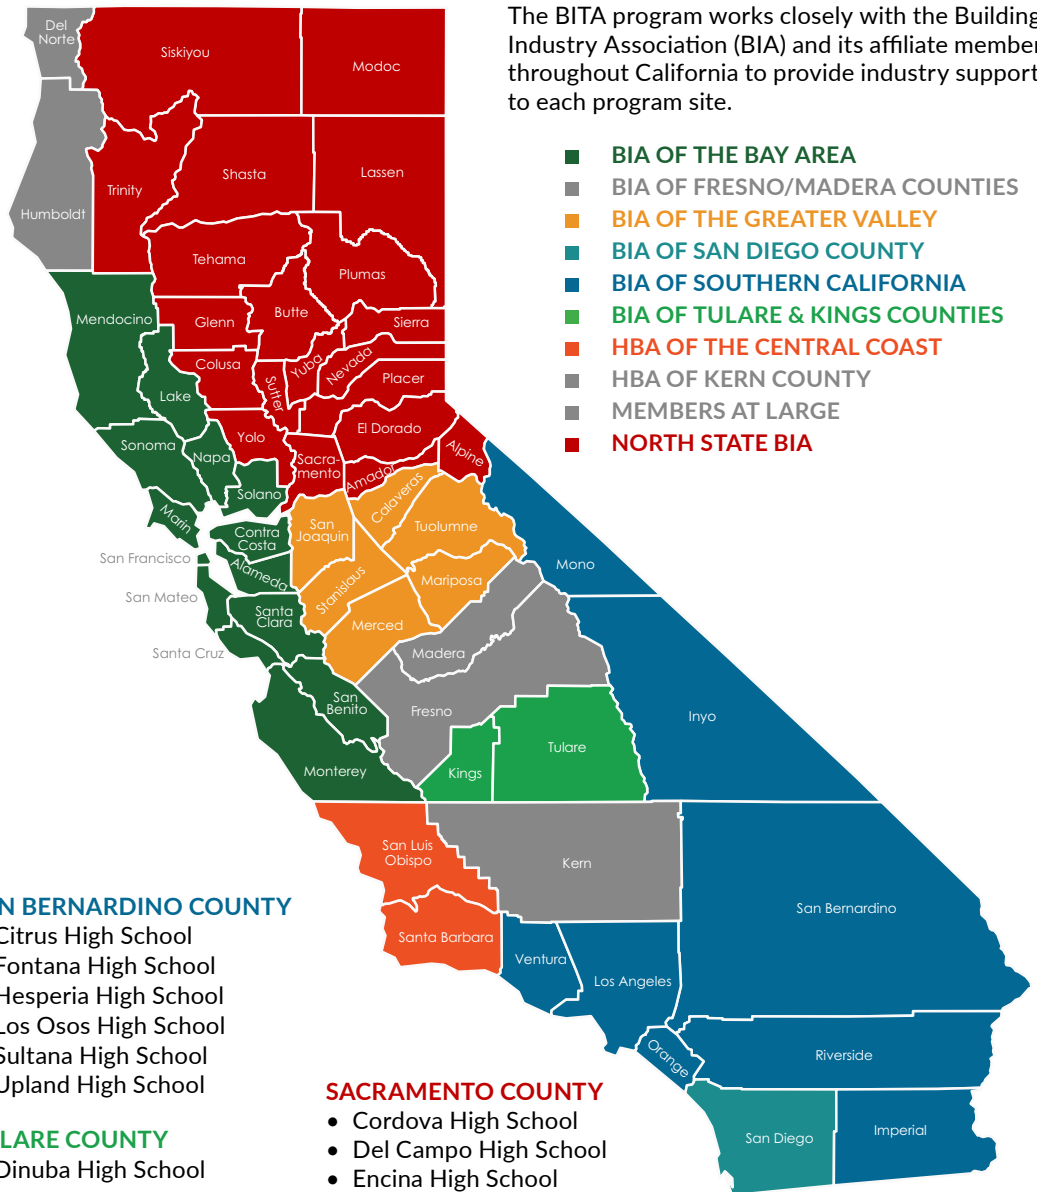 The BITA program works closely with the Building
Industry Association (BIA) and its affiliate member
throughout California to provide industry support
to each program site.
BIA OF THE BAY AREA
BIA OF FRESNO/MADERA COUNTIES
BIA OF THE GREATER VALLEY
BIA OF SAN DIEGO COUNTY
BIA OF SOUTHERN CALIFORNIA
BIA OF TULARE & KINGS COUNTIES
HBA OF THE CENTRAL COAST
HBA OF KERN COUNTY
MEMBERS AT LARGE
NORTH STATE BIA
Del
Norte
Siskiyou
Modoc
Humboldt
Trinity
Shasta
Lassen
Tehama
Plumas
Mendocino
Glenn
Butte
Sierra
Colusa
Sutter
Yuba
Nevada
Placer
Lake
El Dorado
Sonoma
Napa
Yolo
Sacra-
mento
Amador
Alpine
Solano
Marin
Contra
Costa
San
Joaquin
Calaveras
Tuolumne
San Francisco
Alameda
Stanislaus
Mariposa
Mono
San Mateo
Santa
Clara
Merced
Santa Cruz
Madera
San
Benito
Fresno
Inyo
Monterey
Kings
Tulare
San Luis
Obispo
Kern
San Bernardino
Santa Barbara
Ventura
Los Angeles
Orange
Riverside
San Diego
Imperial
N BERNARDINO COUNTY
Citrus High School
Fontana High School
Hesperia High School
Los Osos High School
Sultana High School
Upland High School
LARE COUNTY
Dinuba High School
SACRAMENTO COUNTY
• Cordova High School
• Del Campo High School
• Encina High School